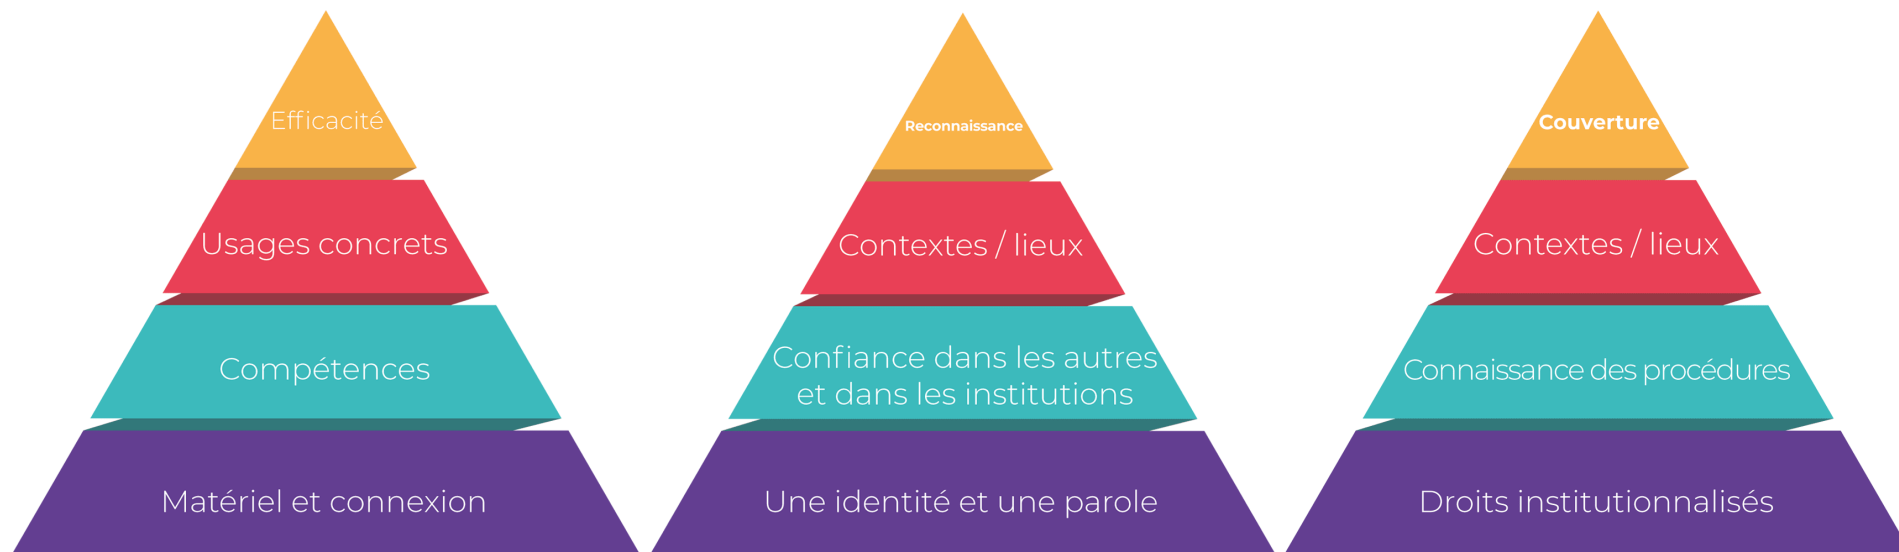 Efficacité
Usages concrets
Compétences
Matériel et connexion
Reconnaissance
Contextes / lieux
Confiance dans les autres
et dans les institutions
Une identité et une parole
Couverture
Contextes / lieux
Connaissance des procédures
Droits institutionnalisés